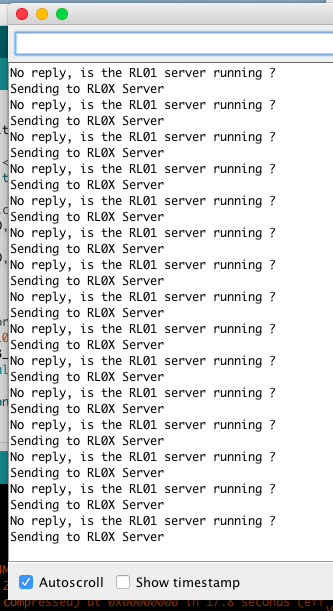 No reply, is the RL01 server running ?
Sending to RL0X Server
No reply, is the RL01 server running ?
Sending to RL0X Server
No reply, is the RL01 server running ?
Sending to RL0X Server
No reply, is the RL01 server running ?
Sending to RL0X Server
No reply, is the RL01 server running ?
Sending to RL0X Server
No reply, is the RL01 server running ?
Sending to RL0X Server
No reply, is the RL01 server running ?
Sending to RL0X Server
No reply, is the RL01 server running ?
Sending to RL0X Server
No reply, is the RL01 server running ?
Sending to RL0X Server
No reply, is the RL01 server running ?
Sending to RL0X Server
No reply, is the RL01 server running ?
Sending to RL0X Server
No reply, is the RL01 server running ?
Sending to RL0X Server
No reply, is the RL01 server running ?
Sending to RL0X Server
No reply, is the RL01 server running ?
Sending to RL0X Server
No reply, is the RL01 server running ?
Sending to RL0X Server
Autoscroll Show timestamp
compressed) at 0x00000000 in 17.8 seconds (eff